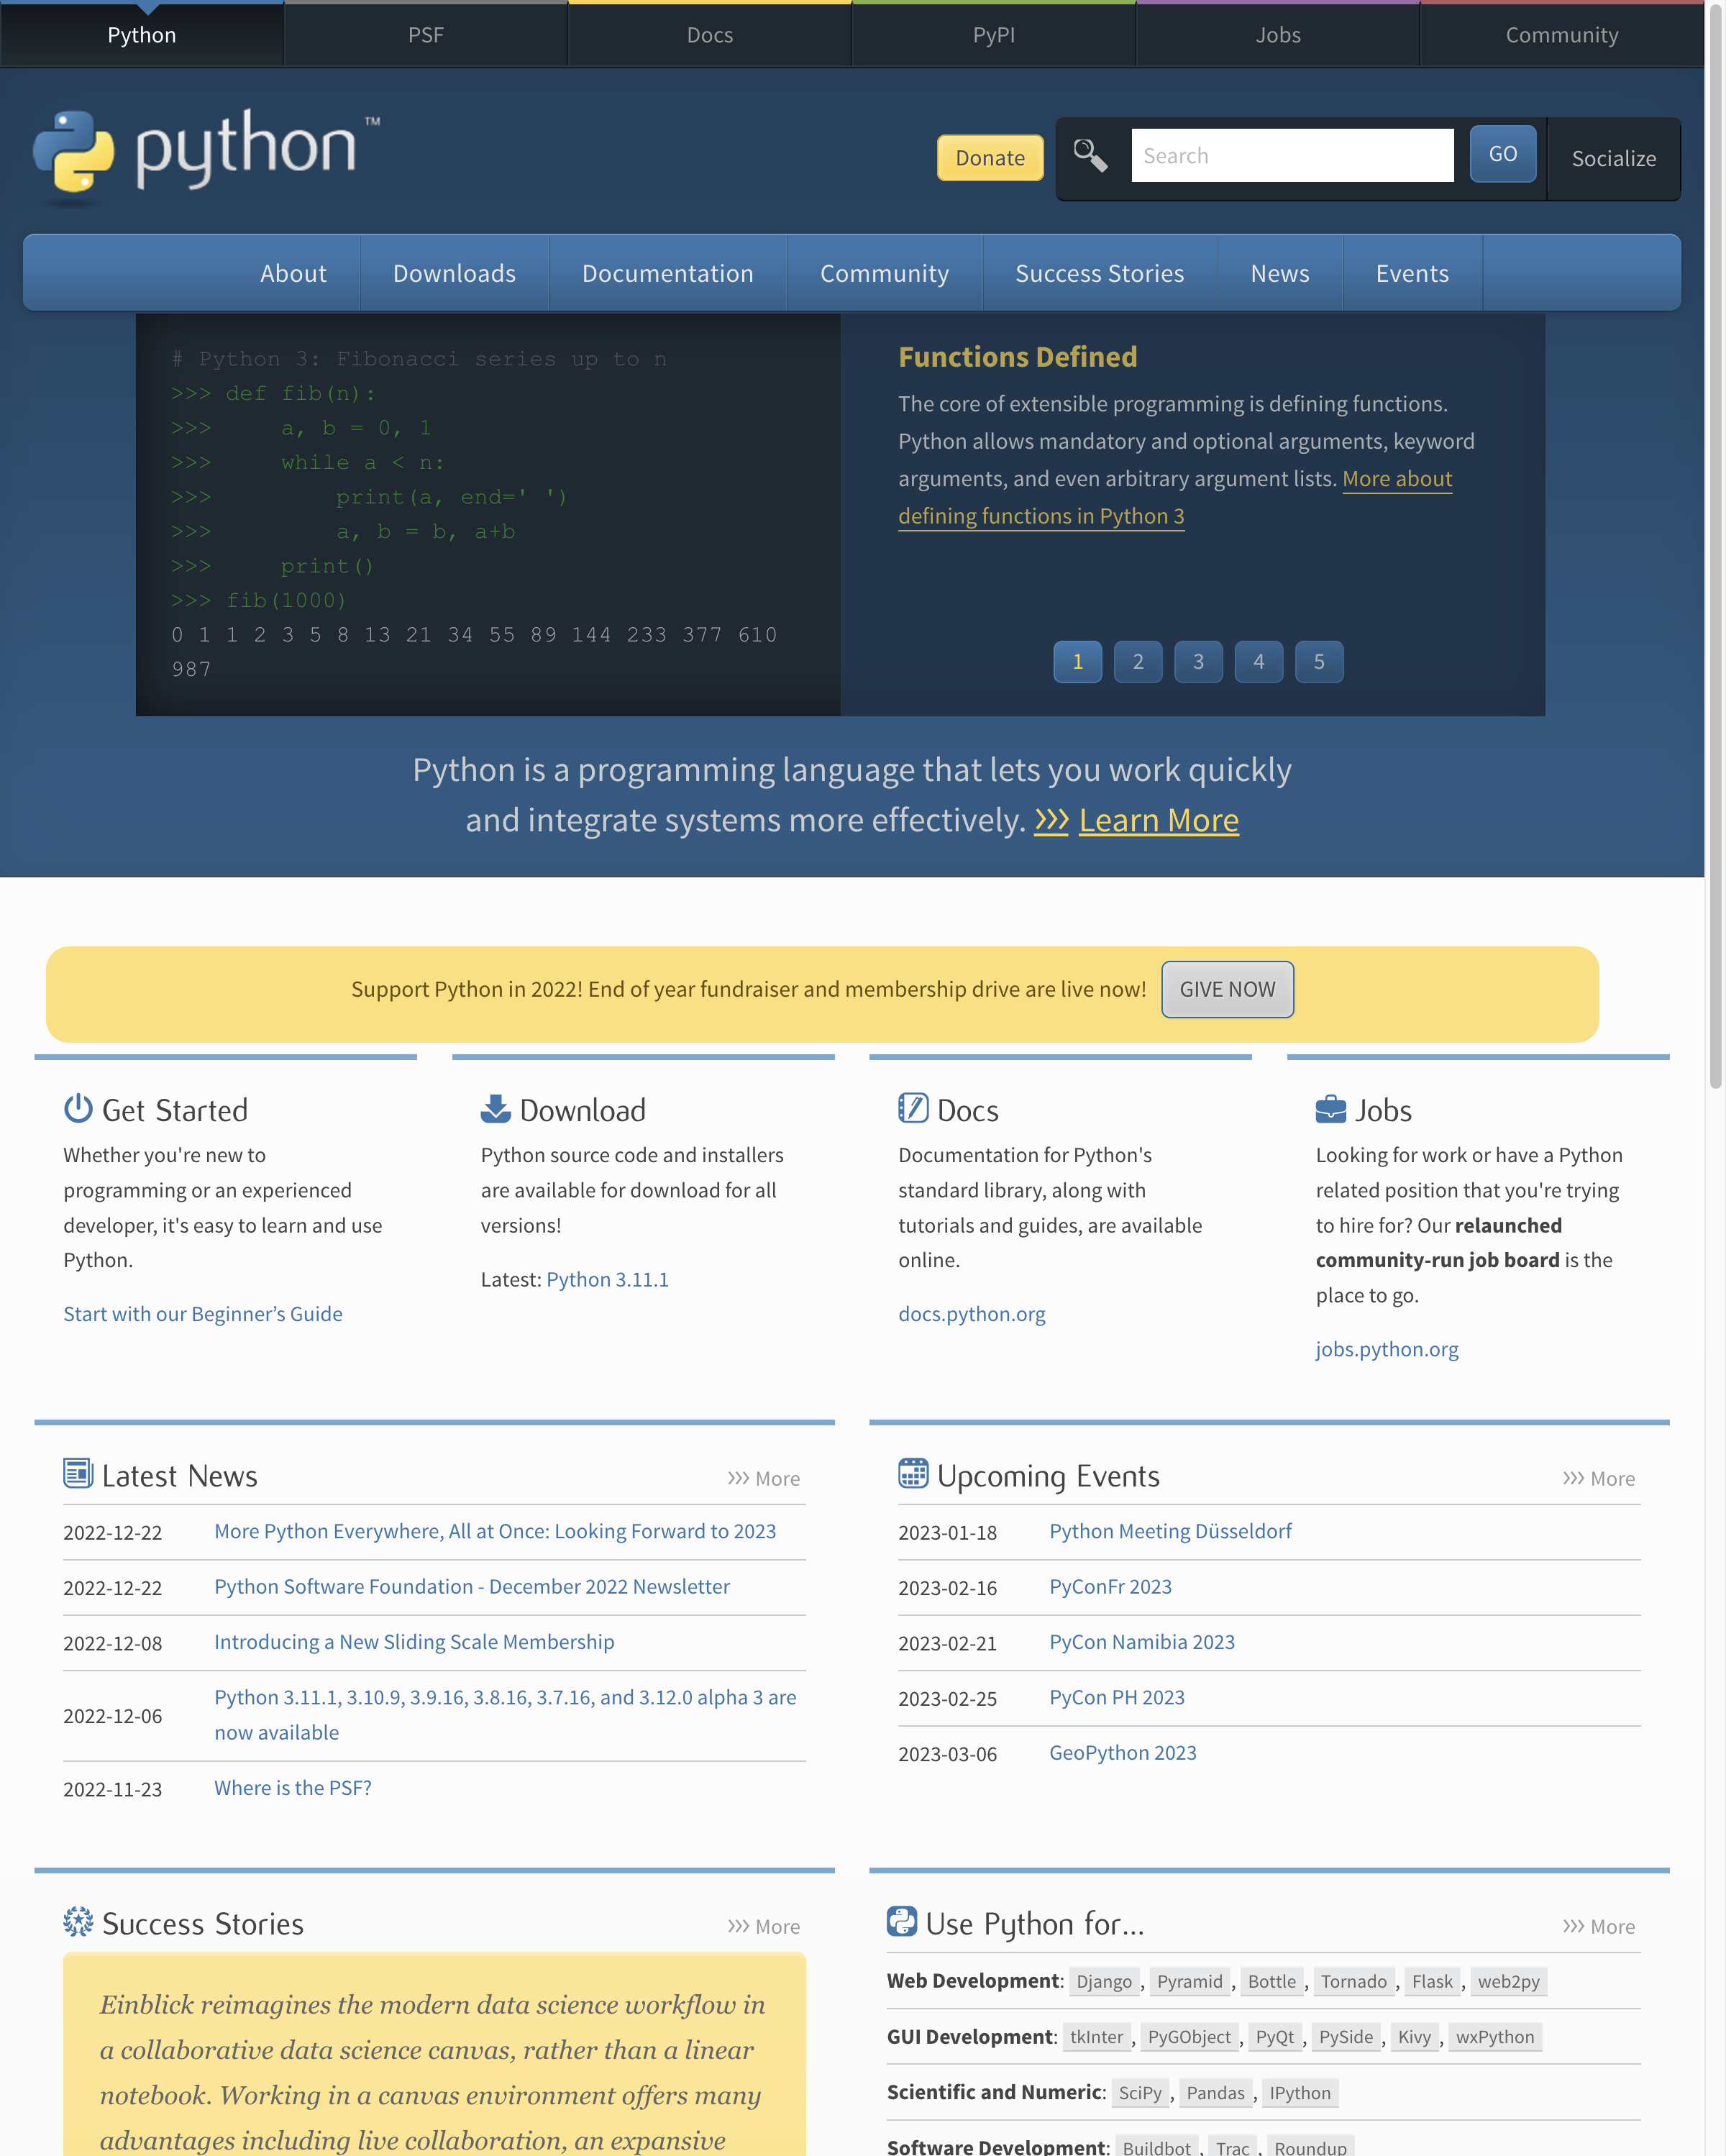 Python
PSF
Docs
PyPI
Jobs
Community
python™
Donate
Search
GO
Socialize
About
Downloads
Documentation
Community
Success Stories
News
Events
# Python 3: Fibonacci series up to n
>>> def fib(n):
>>>     a, b = 0, 1
>>>     while a < n:
>>>         print(a, end=' ')
>>>         a, b = b, a+b
>>>     print()
>>> fib(1000)
0 1 1 2 3 5 8 13 21 34 55 89 144 233 377 610
987
Functions Defined
The core of extensible programming is defining functions.
Python allows mandatory and optional arguments, keyword
arguments, and even arbitrary argument lists. More about
defining functions in Python 3
1 2 3 4 5
Python is a programming language that lets you work quickly
and integrate systems more effectively. >>> Learn More
Support Python in 2022! End of year fundraiser and membership drive are live now! GIVE NOW
Get Started
Whether you're new to
programming or an experienced
developer, it's easy to learn and use
Python.
Start with our Beginner’s Guide
Download
Python source code and installers
are available for download for all
versions!
Latest: Python 3.11.1
Docs
Documentation for Python's
standard library, along with
tutorials and guides, are available
online.
docs.python.org
Jobs
Looking for work or have a Python
related position that you're trying
to hire for? Our relaunched
community-run job board is the
place to go.
jobs.python.org
Latest News
>>> More
2022-12-22 More Python Everywhere, All at Once: Looking Forward to 2023
2022-12-22 Python Software Foundation - December 2022 Newsletter
2022-12-08 Introducing a New Sliding Scale Membership
2022-12-06 Python 3.11.1, 3.10.9, 3.9.16, 3.8.16, 3.7.16, and 3.12.0 alpha 3 are
now available
2022-11-23 Where is the PSF?
Upcoming Events
>>> More
2023-01-18 Python Meeting Düsseldorf
2023-02-16 PyConFr 2023
2023-02-21 PyCon Namibia 2023
2023-02-25 PyCon PH 2023
2023-03-06 GeoPython 2023
Success Stories
>>> More
Einblick reimagines the modern data science workflow in
a collaborative data science canvas, rather than a linear
notebook. Working in a canvas environment offers many
advantages including live collaboration, an expansive
Use Python for…
>>> More
Web Development: Django, Pyramid, Bottle, Tornado, Flask, web2py
GUI Development: tkInter, PyGObject, PyQt, PySide, Kivy, wxPython
Scientific and Numeric: SciPy, Pandas, IPython
Software Development: Buildbot, Trac, Roundup